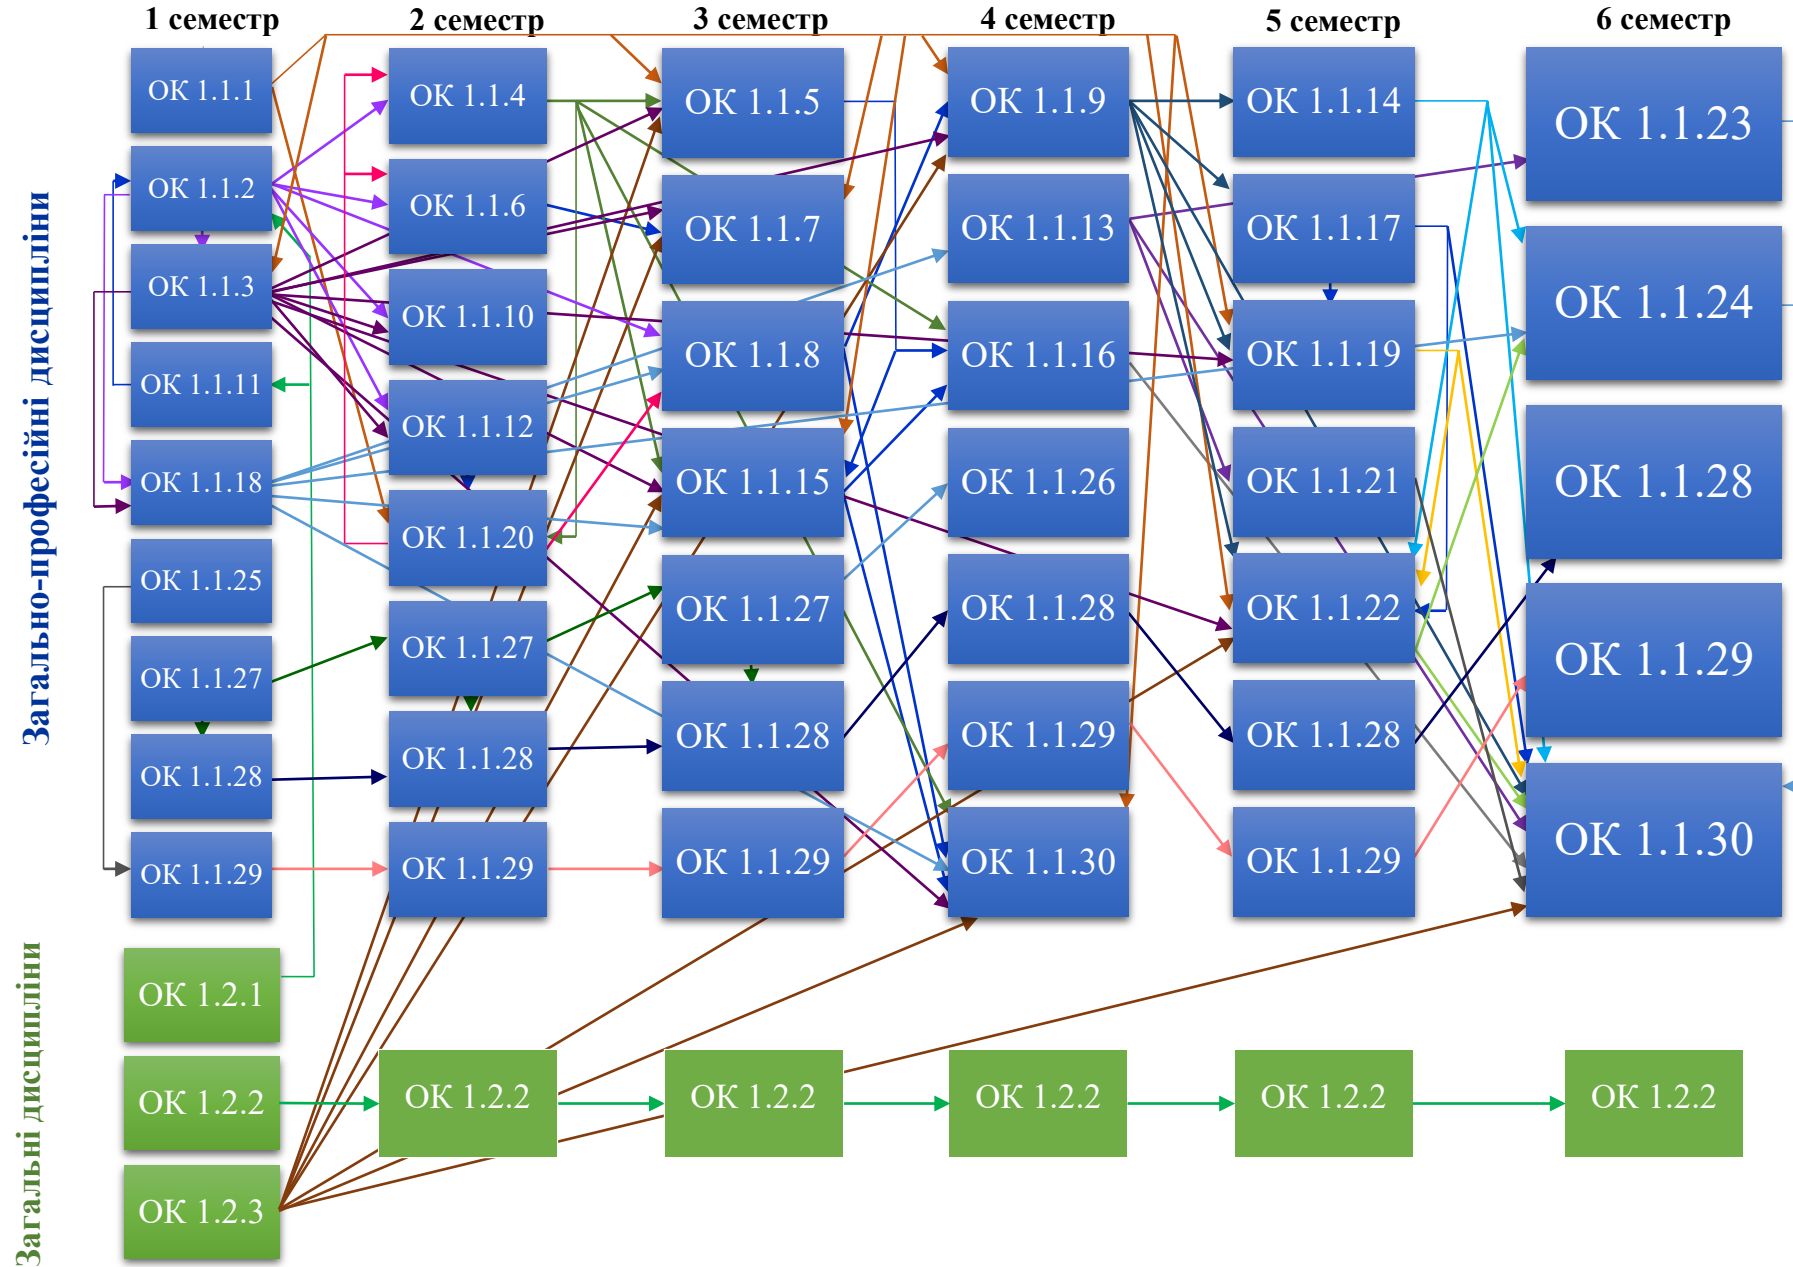 1 семестр
2 семестр
3 семестр
4 семестр
5 семестр
6 семестр
Загально-професійні дисципліни
ОК 1.1.1
ОК 1.1.2
ОК 1.1.3
ОК 1.1.11
ОК 1.1.18
ОК 1.1.25
ОК 1.1.27
ОК 1.1.28
ОК 1.1.29
ОК 1.1.4
ОК 1.1.6
ОК 1.1.10
ОК 1.1.12
ОК 1.1.20
ОК 1.1.27
ОК 1.1.28
ОК 1.1.29
ОК 1.1.5
ОК 1.1.7
ОК 1.1.8
ОК 1.1.15
ОК 1.1.27
ОК 1.1.28
ОК 1.1.29
ОК 1.1.9
ОК 1.1.13
ОК 1.1.16
ОК 1.1.26
ОК 1.1.28
ОК 1.1.29
ОК 1.1.30
ОК 1.1.14
ОК 1.1.17
ОК 1.1.19
ОК 1.1.21
ОК 1.1.22
ОК 1.1.28
ОК 1.1.29
ОК 1.1.23
ОК 1.1.24
ОК 1.1.28
ОК 1.1.29
ОК 1.1.30
Загальні дисципліни
ОК 1.2.1
ОК 1.2.2
ОК 1.2.3
ОК 1.2.2
ОК 1.2.2
ОК 1.2.2
ОК 1.2.2
ОК 1.2.2